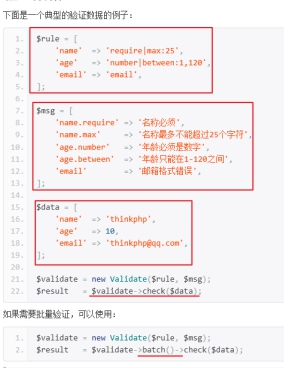 下面是一个典型的验证数据的例子：
1. $rule = [
2. 'name' => 'require|max:25',
3. 'age' => 'number|between:1,120',
4. 'email' => 'email',
5. ];
6.
7. $msg = [
8. 'name.require' => '名称必须',
9. 'name.max' => '名称最多不能超过25个字符',
10. 'age.number' => '年龄必须是数字',
11. 'age.between' => '年龄只能在1-120之间',
12. 'email' => '邮箱格式错误',
13. ];
14.
15. $data = [
16. 'name' => 'thinkphp',
17. 'age' => 10,
18. 'email' => 'thinkphp@qq.com',
19. ];
20.
21. $validate = new Validate($rule, $msg);
22. $result = $validate->check($data);
如果需要批量验证，可以使用：
1. $validate = new Validate($rule, $msg);
2. $result = $validate->batch()->check($data);